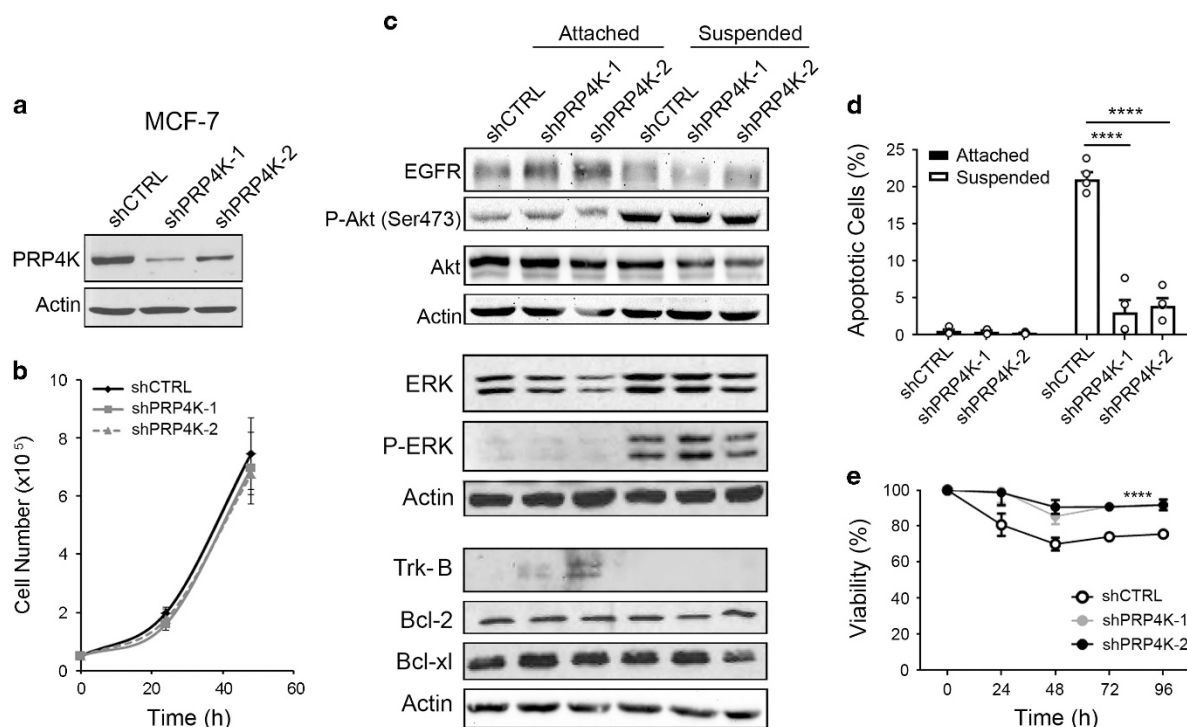 a
MCF-7
shCTRL
shPRP4K-1
shPRP4K-2
PRP4K
Actin
b
shCTRL
shPRP4K-1
shPRP4K-2
Cell Number (x10 5)
10
8
6
4
2
0
0 20 40 60
Time (h)
c
Attached Suspended
shCTRL
shPRP4K-1
shPRP4K-2
shCTRL
shPRP4K-1
shPRP4K-2
EGFR
P-Akt (Ser473)
Akt
Actin
ERK
P-ERK
Actin
Trk-B
Bcl-2
Bcl-xl
Actin
d
Attached
Suspended
****
****
Apoptotic Cells (%)
25
20
15
10
5
0
shCTRL
shPRP4K-1
shPRP4K-2
shCTRL
shPRP4K-1
shPRP4K-2
e
****
Viability (%)
100
80
60
40
20
0
shCTRL
shPRP4K-1
shPRP4K-2
0 24 48 72 96
Time (h)